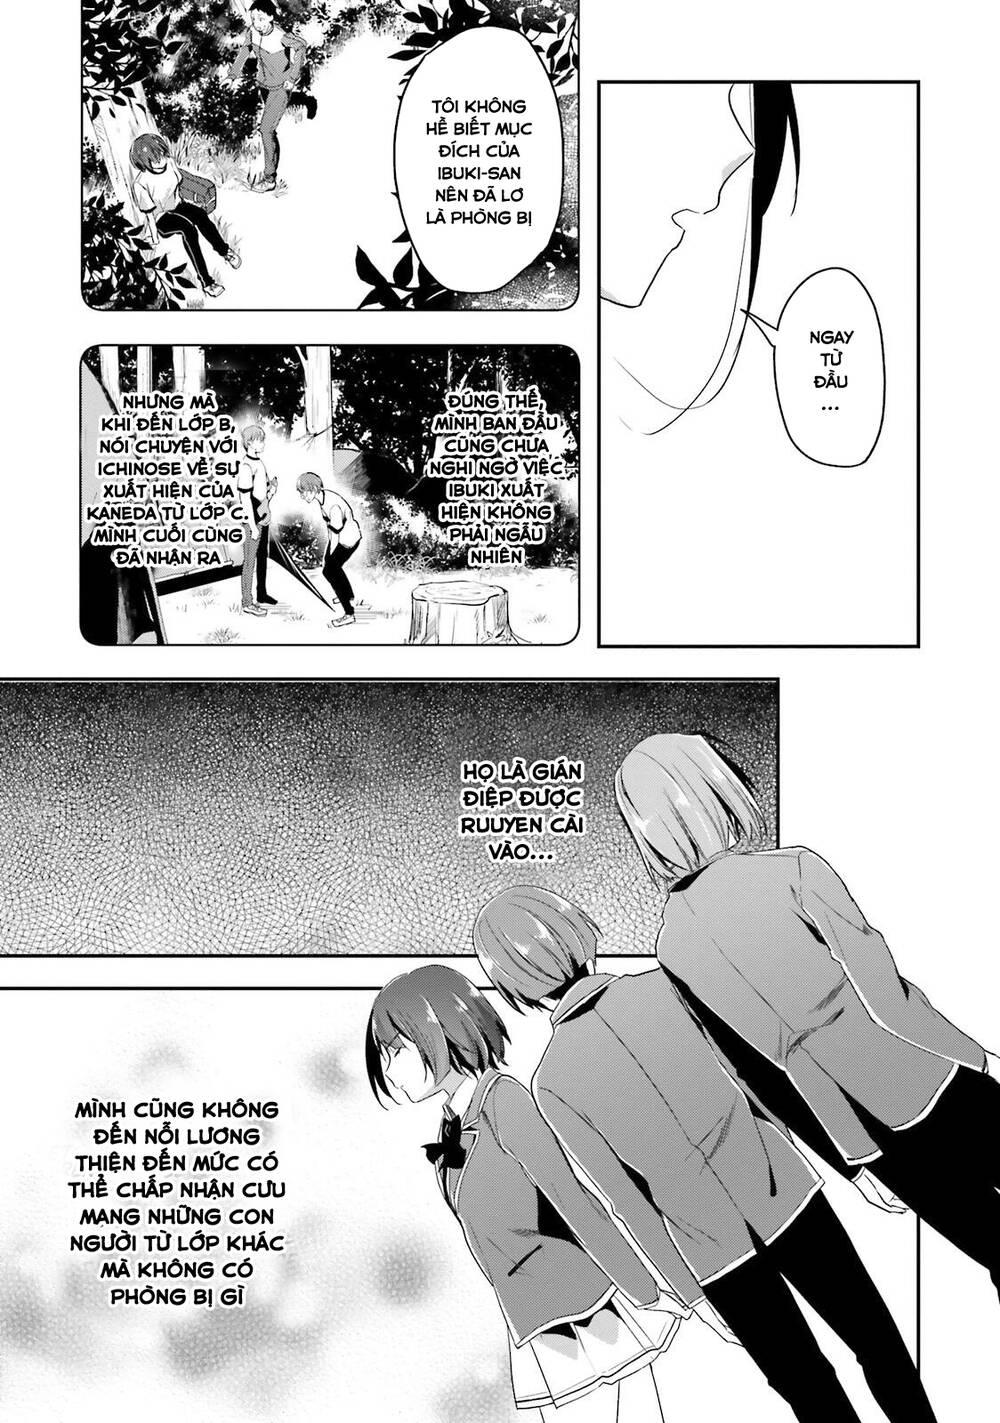 NGAY
TỪ
ĐẦU
...
TÔI KHÔNG
HỀ BIẾT MỤC
ĐÍCH CỦA
IBUKI-SAN
NÊN ĐÃ LƠ
LÀ PHÒNG BỊ
ĐÚNG THẾ,
MÌNH BAN ĐẦU
CŨNG CHƯA
NGHI NGỜ VIỆC
IBUKI XUẤT
HIỆN KHÔNG
PHẢI NGẪU
NHIÊN
NHƯNG MÀ
KHI ĐẾN LỚP B,
NÓI CHUYỆN VỚI
ICHINOSE VỀ SỰ
XUẤT HIỆN CỦA
KANEDA TỪ LỚP C.
MÌNH CUỐI CÙNG
ĐÃ NHẬN RA
HỌ LÀ GIÁN
ĐIỆP ĐƯỢC
RUUYEN CÀI
VÀO...
MÌNH CŨNG KHÔNG
ĐẾN NỖI LƯƠNG
THIỆN ĐẾN MỨC CÓ
THỂ CHẤP NHẬN CƯU
MANG NHỮNG CON
NGƯỜI TỪ LỚP KHÁC
MÀ KHÔNG CÓ
PHÒNG BỊ GÌ